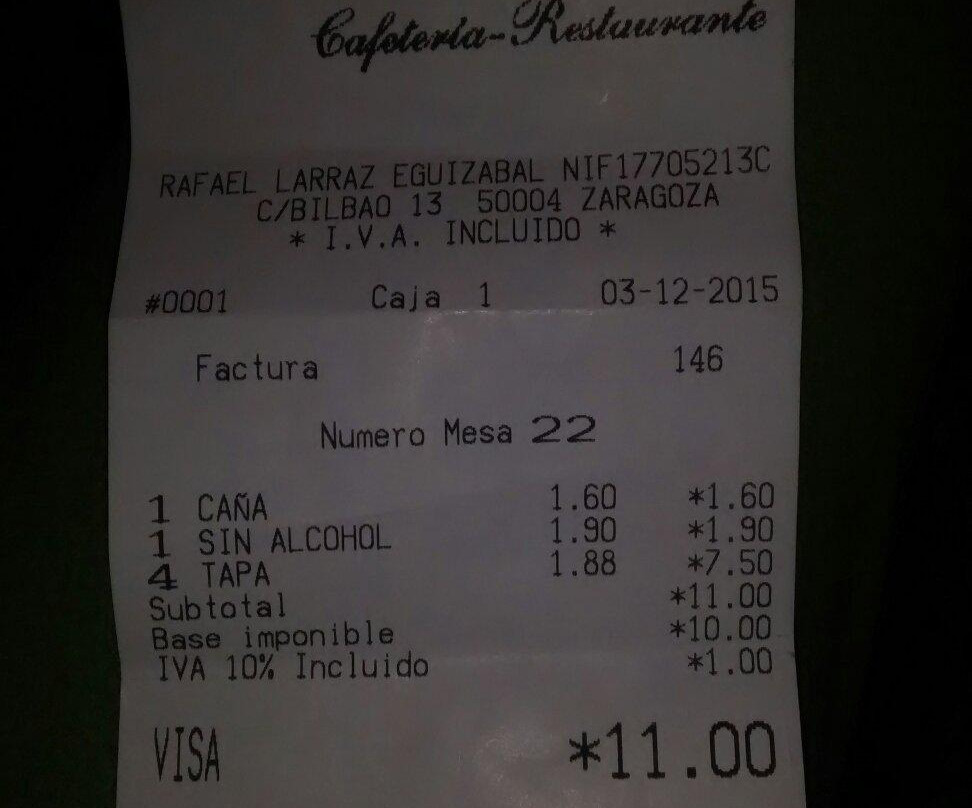 Cafetería-Restaurante
RAFAEL LARRAZ EGUIZABAL NIF17705213C
C/BILBAO 13 50004 ZARAGOZA
* I.V.A. INCLUIDO *
#0001 Caja 1 03-12-2015
Factura 146
Numero Mesa 22
1 CAÑA 1.60 *1.60
1 SIN ALCOHOL 1.90 *1.90
4 TAPA 1.88 *7.50
Subtotal *11.00
Base imponible *10.00
IVA 10% Incluido *1.00
VISA *11.00